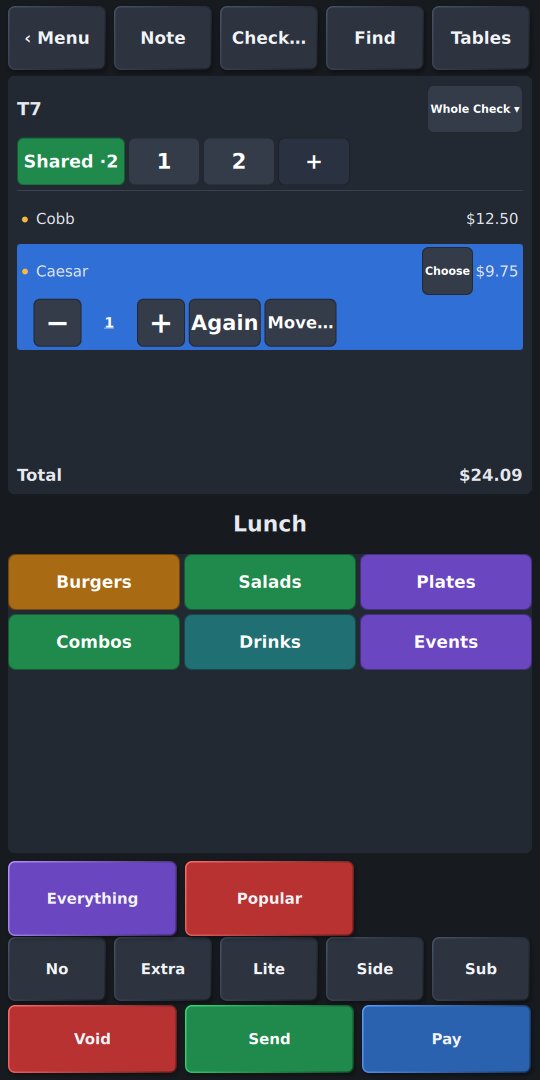 ‹ Menu Note Check... Find Tables
T7 Whole Check ▾
Shared ·2 1 2 +
Cobb $12.50
Caesar Choose $9.75
− 1 + Again Move...
Total $24.09
Lunch
Burgers Salads Plates
Combos Drinks Events
Everything Popular
No Extra Lite Side Sub
Void Send Pay